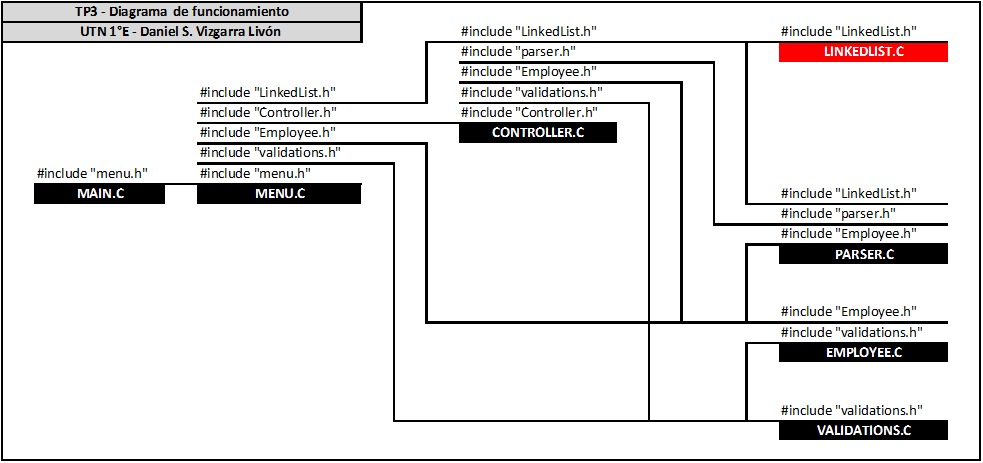 TP3 - Diagrama de funcionamiento
UTN 1°E - Daniel S. Vizgarra Livón
#include "menu.h"
MAIN.C
#include "LinkedList.h"
#include "Controller.h"
#include "Employee.h"
#include "validations.h"
#include "menu.h"
MENU.C
#include "LinkedList.h"
#include "parser.h"
#include "Employee.h"
#include "validations.h"
#include "Controller.h"
CONTROLLER.C
#include "LinkedList.h"
LINKEDLIST.C
#include "LinkedList.h"
#include "parser.h"
#include "Employee.h"
PARSER.C
#include "Employee.h"
#include "validations.h"
EMPLOYEE.C
#include "validations.h"
VALIDATIONS.C